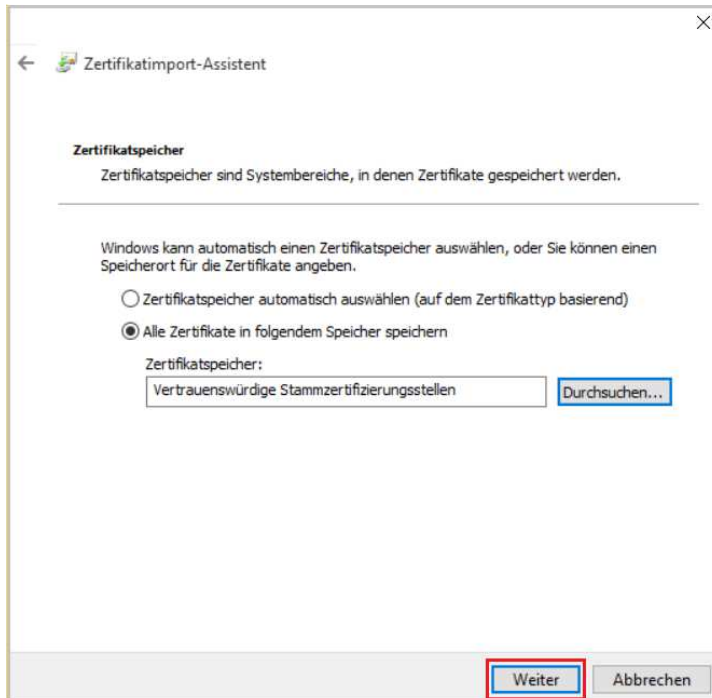 Zertifikatimport-Assistent
Zertifikatspeicher
Zertifikatspeicher sind Systembereiche, in denen Zertifikate gespeichert werden.
Windows kann automatisch einen Zertifikatspeicher auswählen, oder Sie können einen
Speicherort für die Zertifikate angeben.
Zertifikatspeicher automatisch auswählen (auf dem Zertifikattyp basierend)
Alle Zertifikate in folgendem Speicher speichern
Zertifikatspeicher:
Vertrauenswürdige Stammzertifizierungsstellen
Durchsuchen...
Weiter
Abbrechen